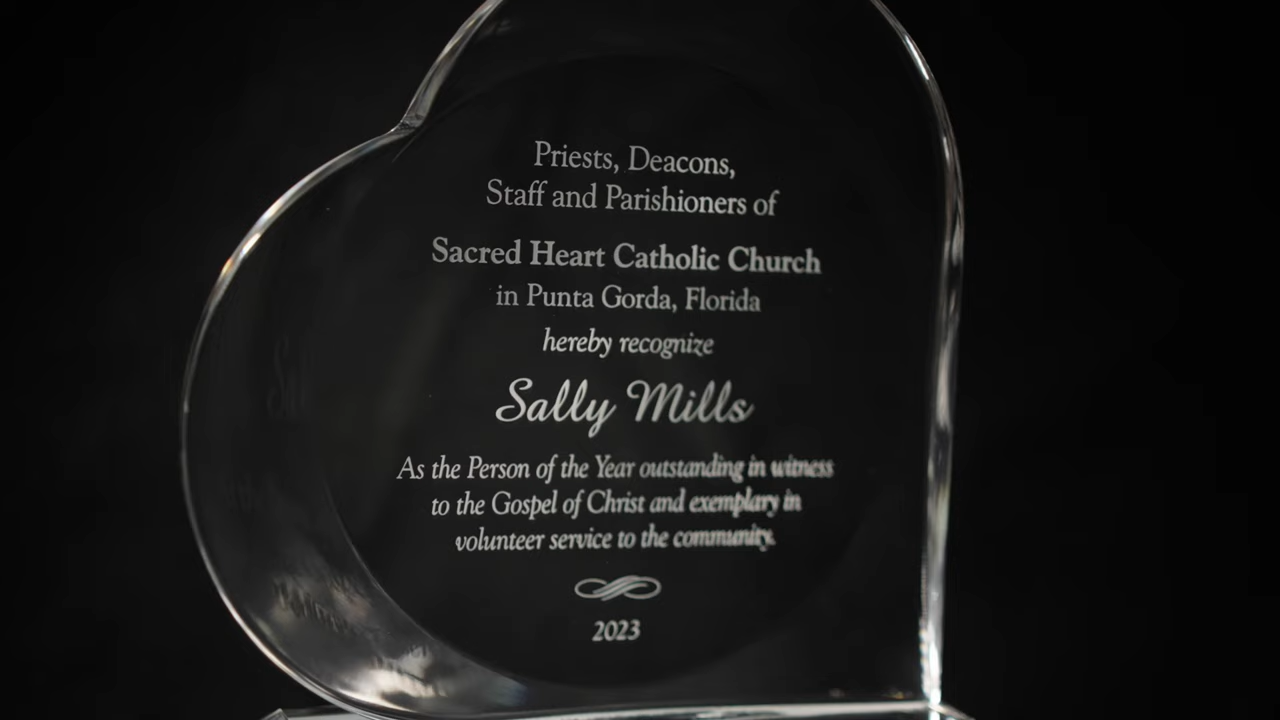 Priests, Deacons,
Staff and Parishioners of
Sacred Heart Catholic Church
in Punta Gorda, Florida
hereby recognize
Sally Mills
As the Person of the Year outstanding in witness
to the Gospel of Christ and exemplary in
volunteer service to the community.
2023